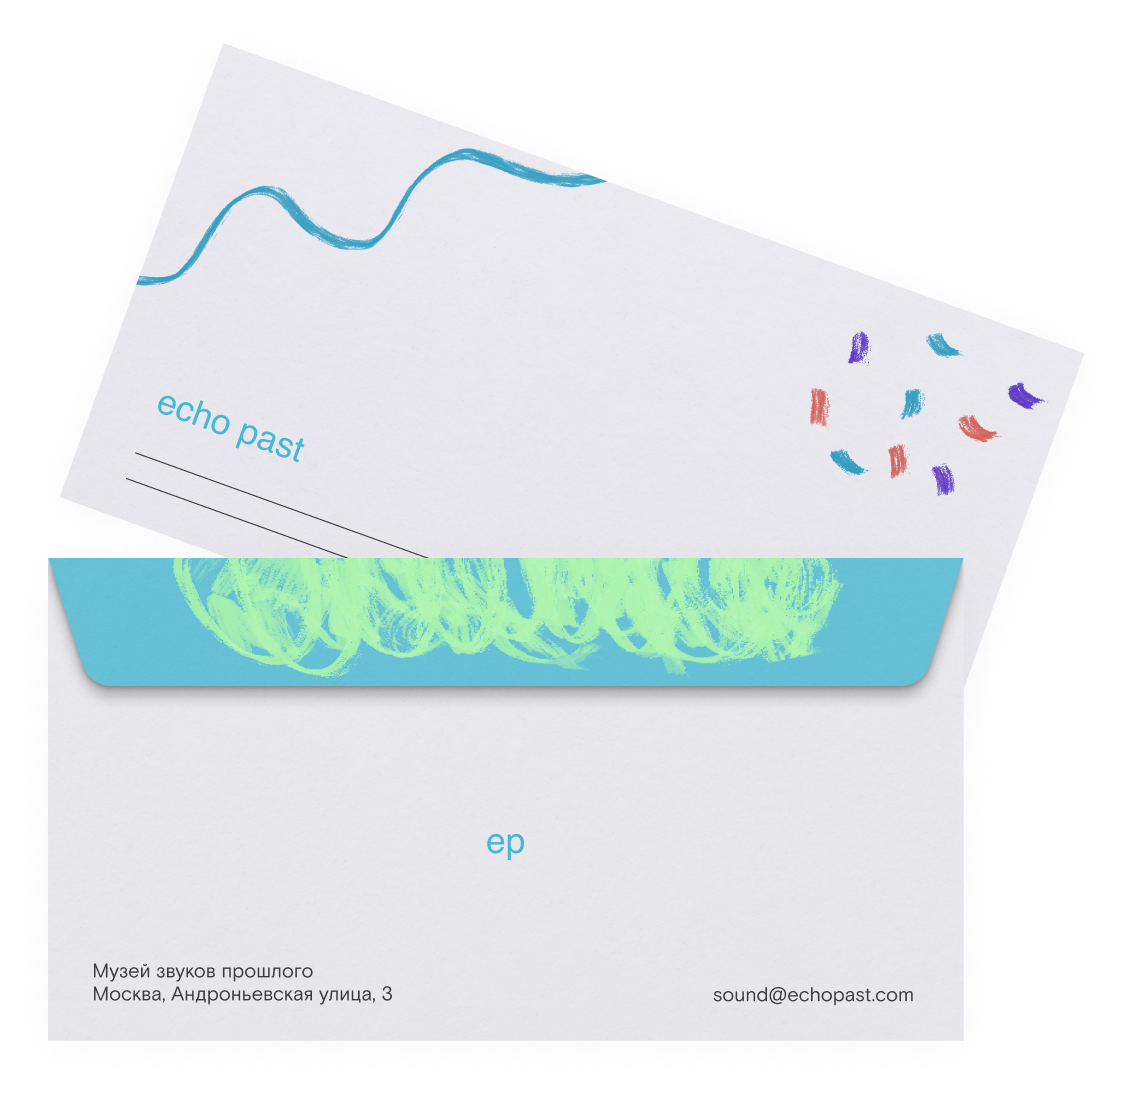 echo past
ep
Музей звуков прошлого
Москва, Андроньевская улица, 3
sound@echopast.com